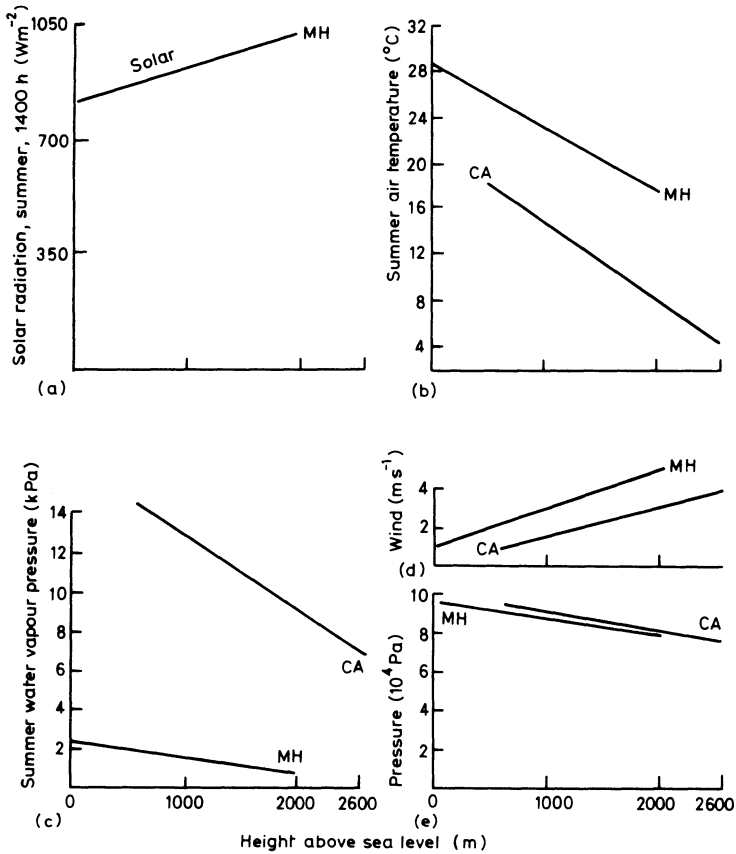 Solar radiation, summer, 1400 h (Wm⁻²)
1050
700
350
Solar
MH
(a)
Summer air temperature (°C)
32
28
24
20
16
12
8
4
CA
MH
(b)
Summer water vapour pressure (kPa)
14
12
10
8
6
4
2
0
1000
2000
2600
CA
MH
(c)
Wind (m s⁻¹)
4
2
MH
CA
(d)
Pressure (10⁴ Pa)
10
8
6
4
2
MH
CA
0
1000
2000
2600
(e)
Height above sea level (m)